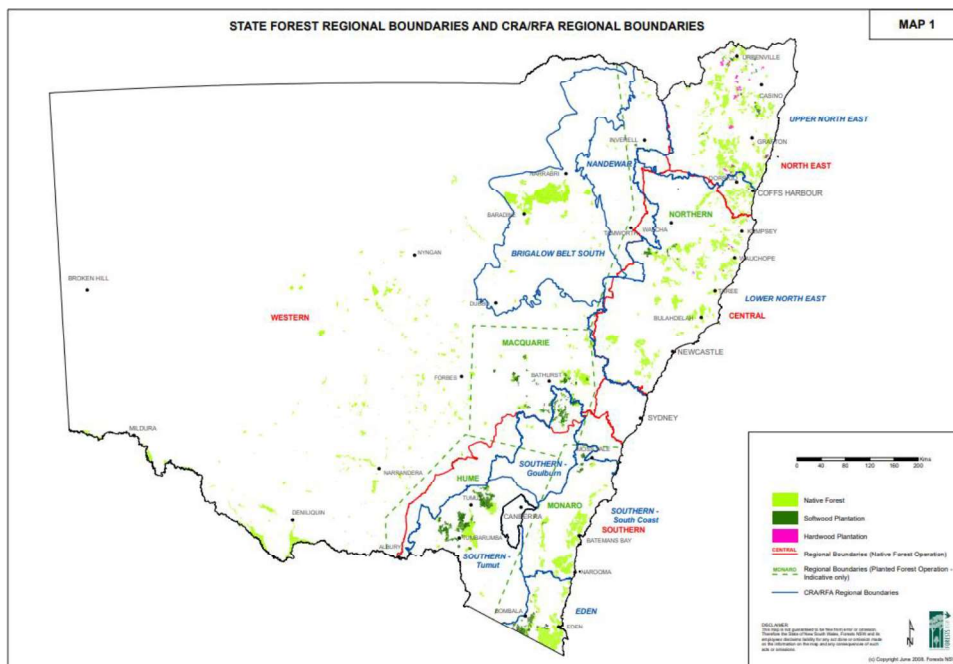 STATE FOREST REGIONAL BOUNDARIES AND CRA/RFA REGIONAL BOUNDARIES
MAP 1
URBENVILLE
CASINO
UPPER NORTH EAST
GRAFTON
INVERELL
NANDEWAR
NORTH EAST
NARRABRI
DORRIGO
COFFS HARBOUR
BARADINE
NORTHERN
TAMWORTH
WALCHA
KEMPSEY
NYNGAN
BRIGALOW BELT SOUTH
WAUCHOPE
BROKEN HILL
TAREE
LOWER NORTH EAST
DUBBO
WESTERN
BULAHDELAH
CENTRAL
MACQUARIE
NEWCASTLE
FORBES
BATHURST
SYDNEY
MILDURA
MOSS VALE
NARRANDERA
SOUTHERN -
Goulburn
HUME
TUMUT
MONARO
CANBERRA
SOUTHERN -
South Coast
DENILIQUIN
SOUTHERN
BATEMANS BAY
TUMBARUMBA
ALBURY
SOUTHERN -
Tumut
NAROOMA
BOMBALA
EDEN
EDEN
Kms
0 40 80 120 160 200
Native Forest
Softwood Plantation
Hardwood Plantation
CENTRAL Regional Boundaries (Native Forest Operation)
MONARO Regional Boundaries (Planted Forest Operation -
Indicative only)
CRA/RFA Regional Boundaries
DISCLAIMER
N